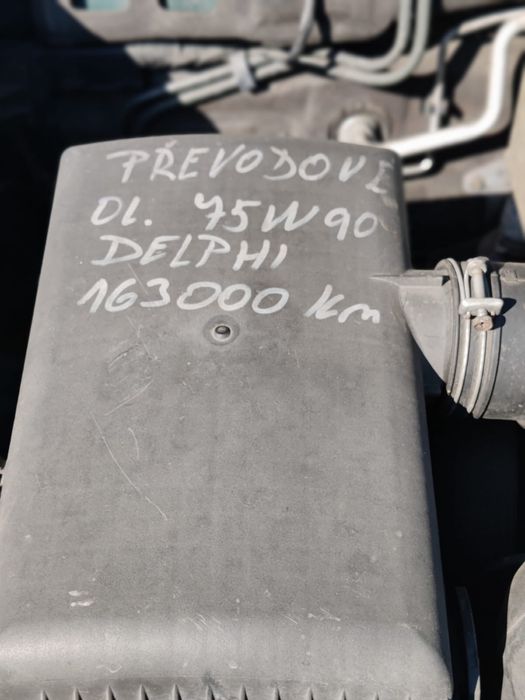 PŘEVODOVÉ
OL. 75W90
DELPHI
163000 Km